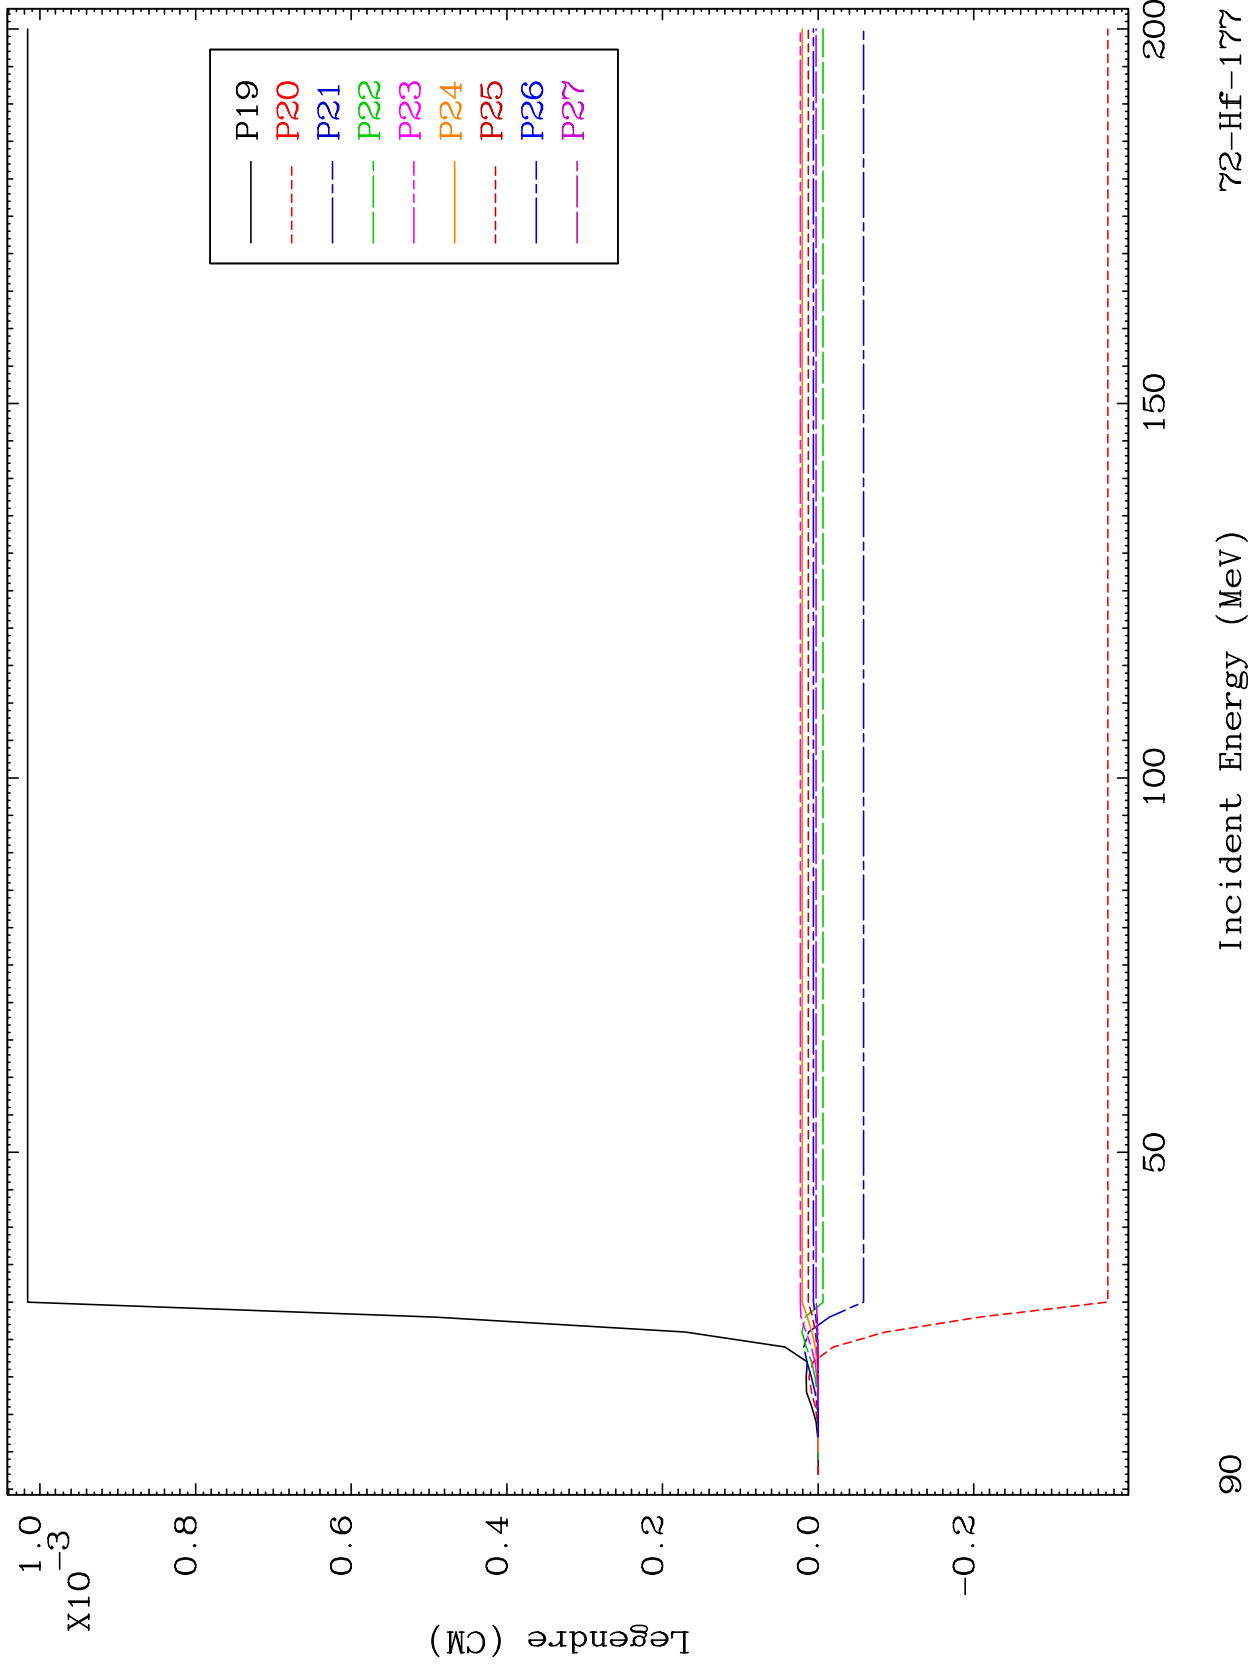 1.0
X10
-3
0.8
0.6
0.4
0.2
0.0
-0.2
Legendre (CM)
P19
P20
P21
P22
P23
P24
P25
P26
P27
50
100
150
200
90
Incident Energy (MeV)
72-Hf-177